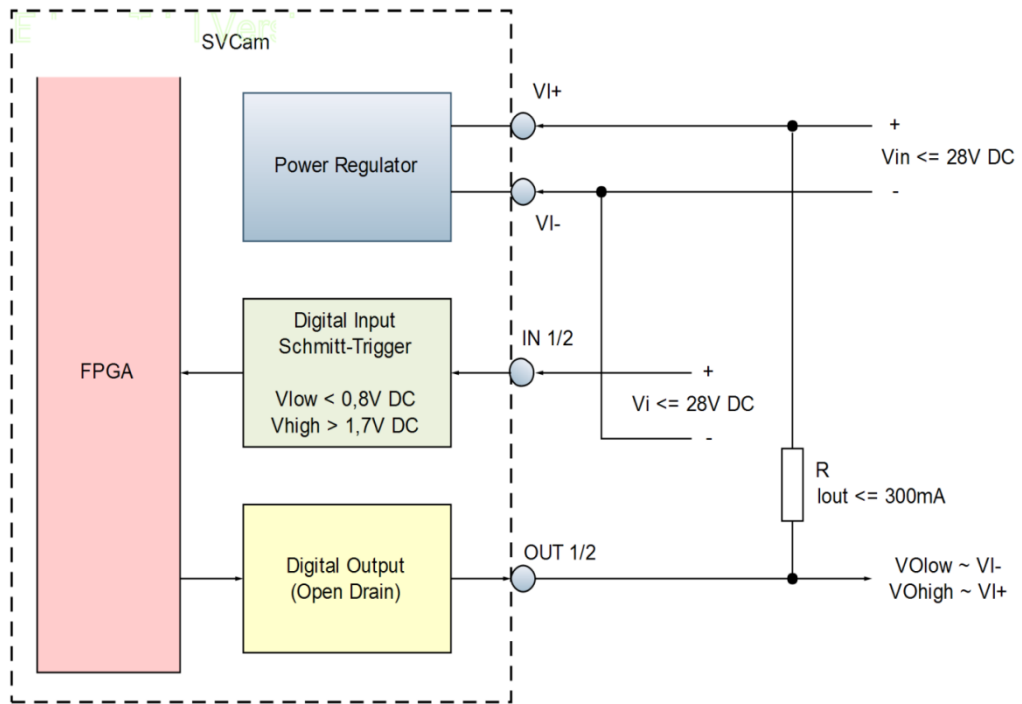 SVCam
VI+
Power Regulator
+
Vin <= 28V DC
-
VI-
Digital Input
Schmitt-Trigger
Vlow < 0,8V DC
Vhigh > 1,7V DC
IN 1/2
+
Vi <= 28V DC
-
FPGA
R
Iout <= 300mA
Digital Output
(Open Drain)
OUT 1/2
VOlow ~ VI-
VOhigh ~ VI+